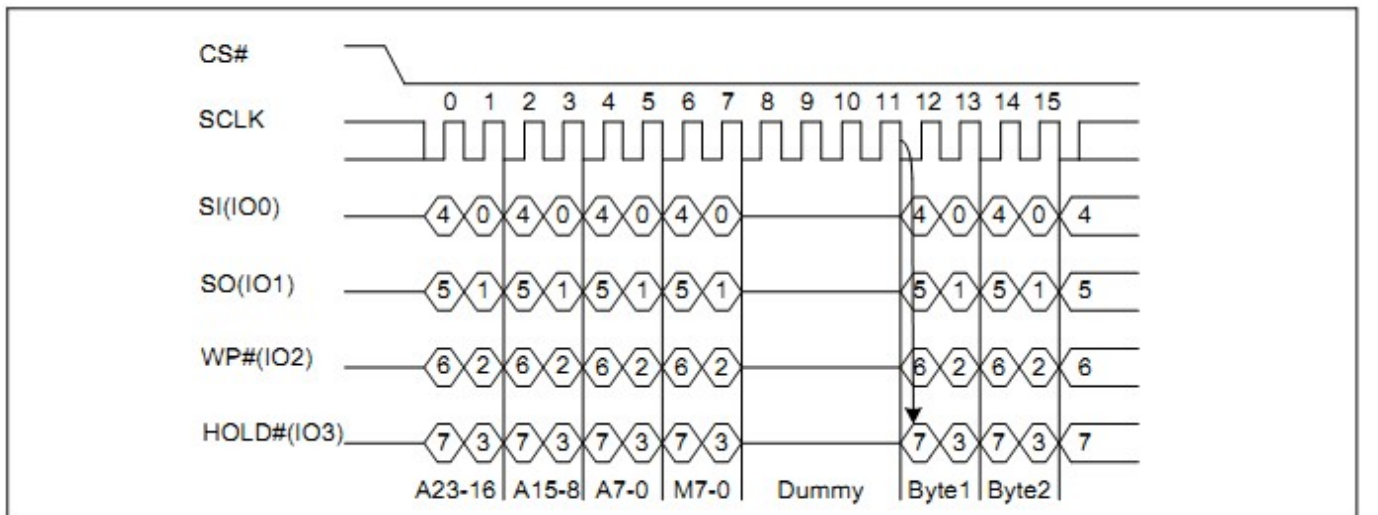 CS#
0 1 2 3 4 5 6 7 8 9 10 11 12 13 14 15
SCLK
SI(IO0) 4 0 4 0 4 0 4 0 4 0 4 0 4
SO(IO1) 5 1 5 1 5 1 5 1 5 1 5 1 5
WP#(IO2) 6 2 6 2 6 2 6 2 6 2 6 2 6
HOLD#(IO3) 7 3 7 3 7 3 7 3 7 3 7 3 7
A23-16 A15-8 A7-0 M7-0 Dummy Byte1 Byte2